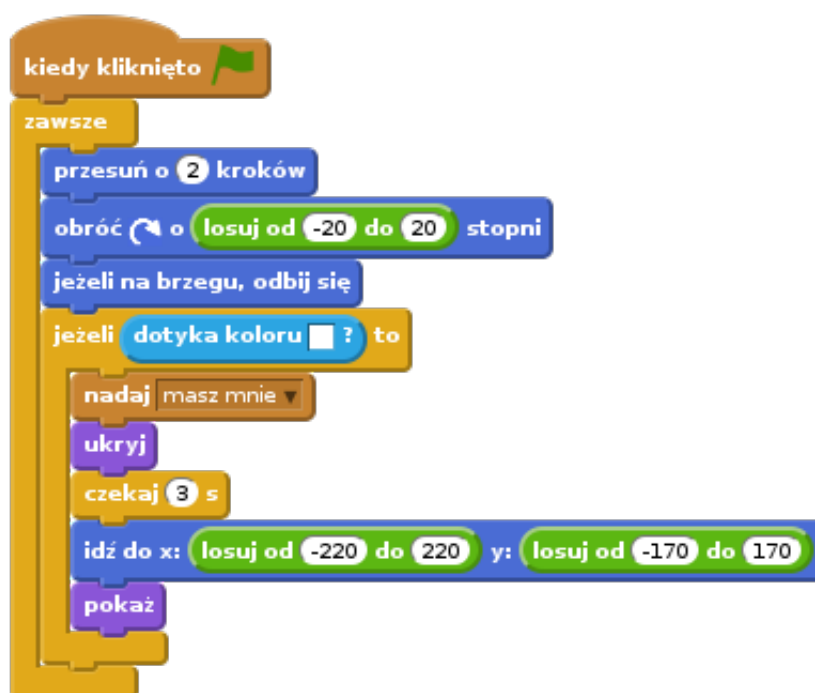 kiedy kliknięto
zawsze
przesuń o 2 kroków
obróć o losuj od -20 do 20 stopni
jeżeli na brzegu, odbij się
jeżeli dotyka koloru ? to
nadaj masz mnie
ukryj
czekaj 3 s
idź do x: losuj od -220 do 220 y: losuj od -170 do 170
pokaż